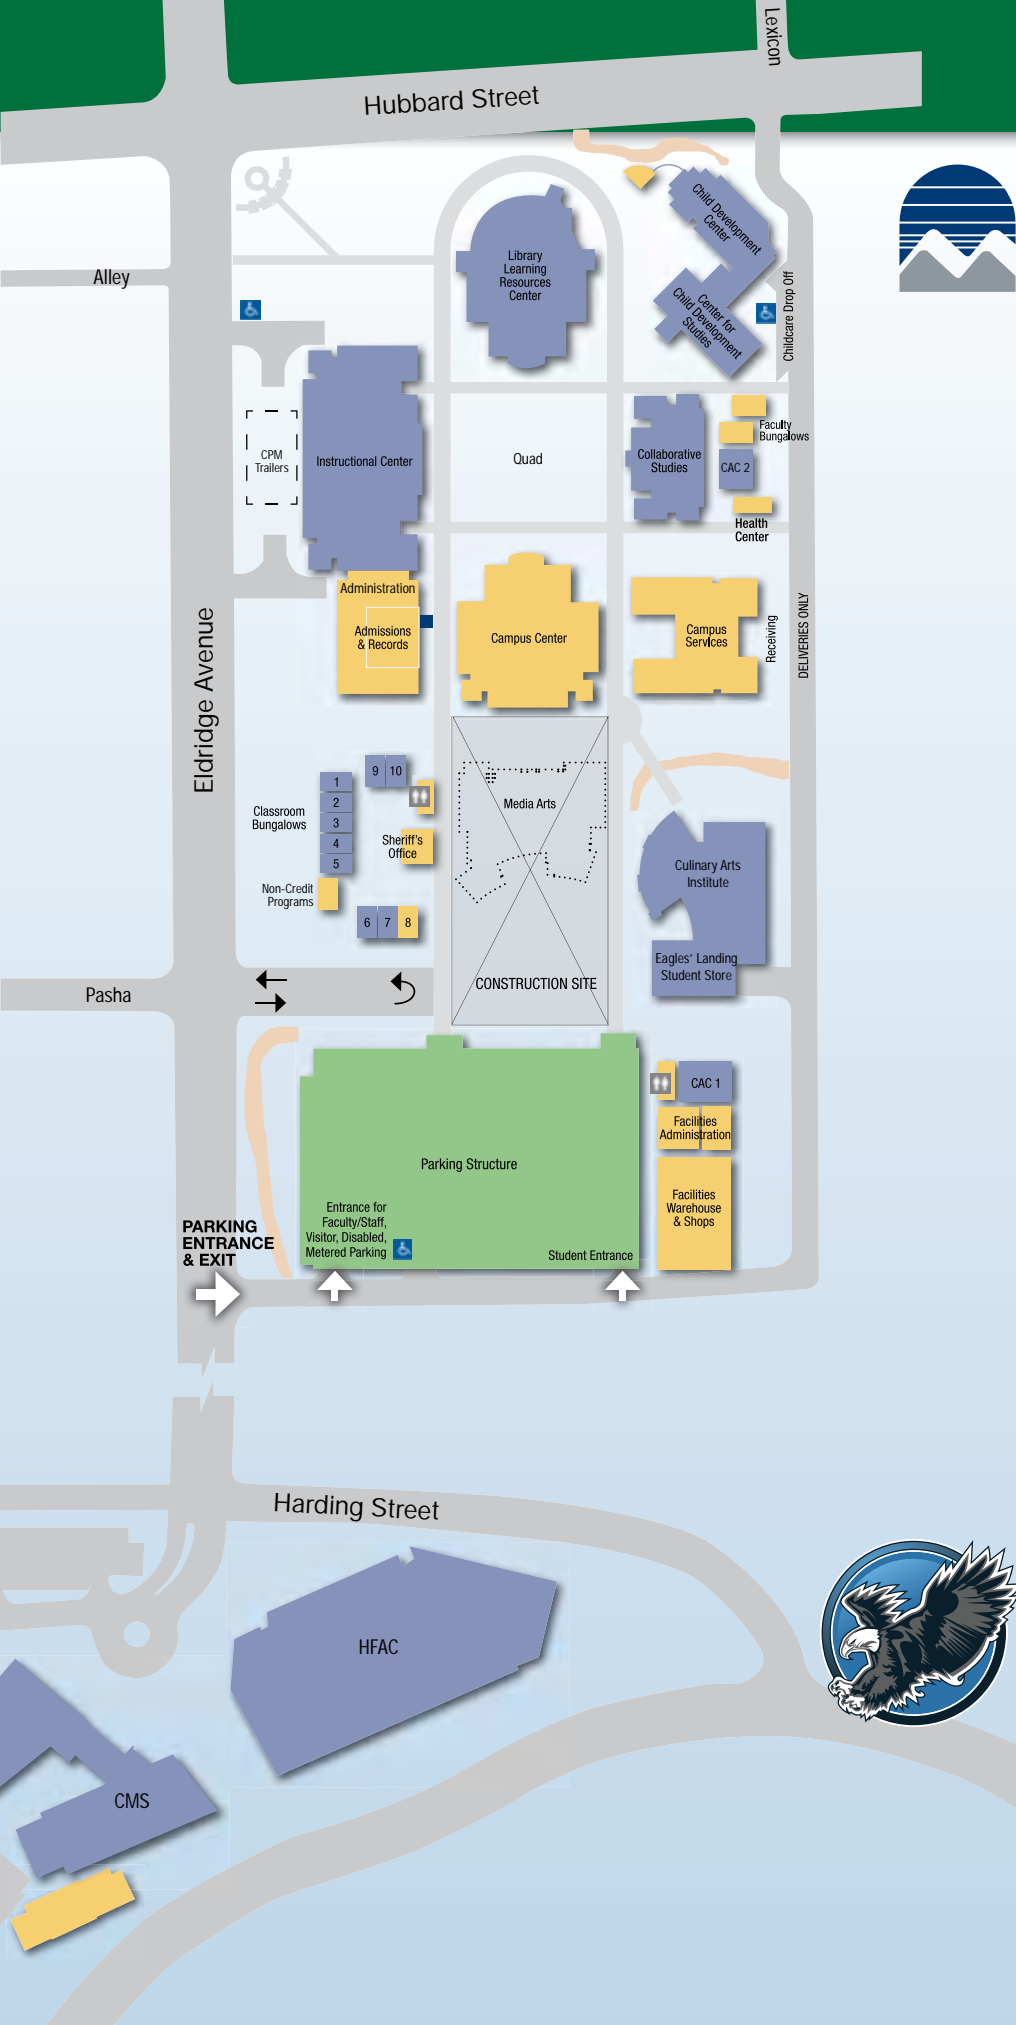 Lexicon
Hubbard Street
Child Development
Center
Library
Learning
Resources
Center
Alley
Center for
Child Development
Studies
Childcare Drop Off
Faculty
Bungalows
CPM
Trailers
Instructional Center
Quad
Collaborative
Studies
CAC 2
Health
Center
Administration
Admissions
& Records
Campus Center
Campus
Services
Receiving
DELIVERIES ONLY
Eldridge Avenue
9
10
1
2
3
4
5
Classroom
Bungalows
Sheriff's
Office
Media Arts
Non-Credit
Programs
6
7
8
Culinary Arts
Institute
Eagles' Landing
Student Store
CONSTRUCTION SITE
Pasha
CAC 1
Facilities
Administration
Parking Structure
Facilities
Warehouse
& Shops
Entrance for
Faculty/Staff,
Visitor, Disabled,
Metered Parking
Student Entrance
PARKING
ENTRANCE
& EXIT
Harding Street
HFAC
CMS